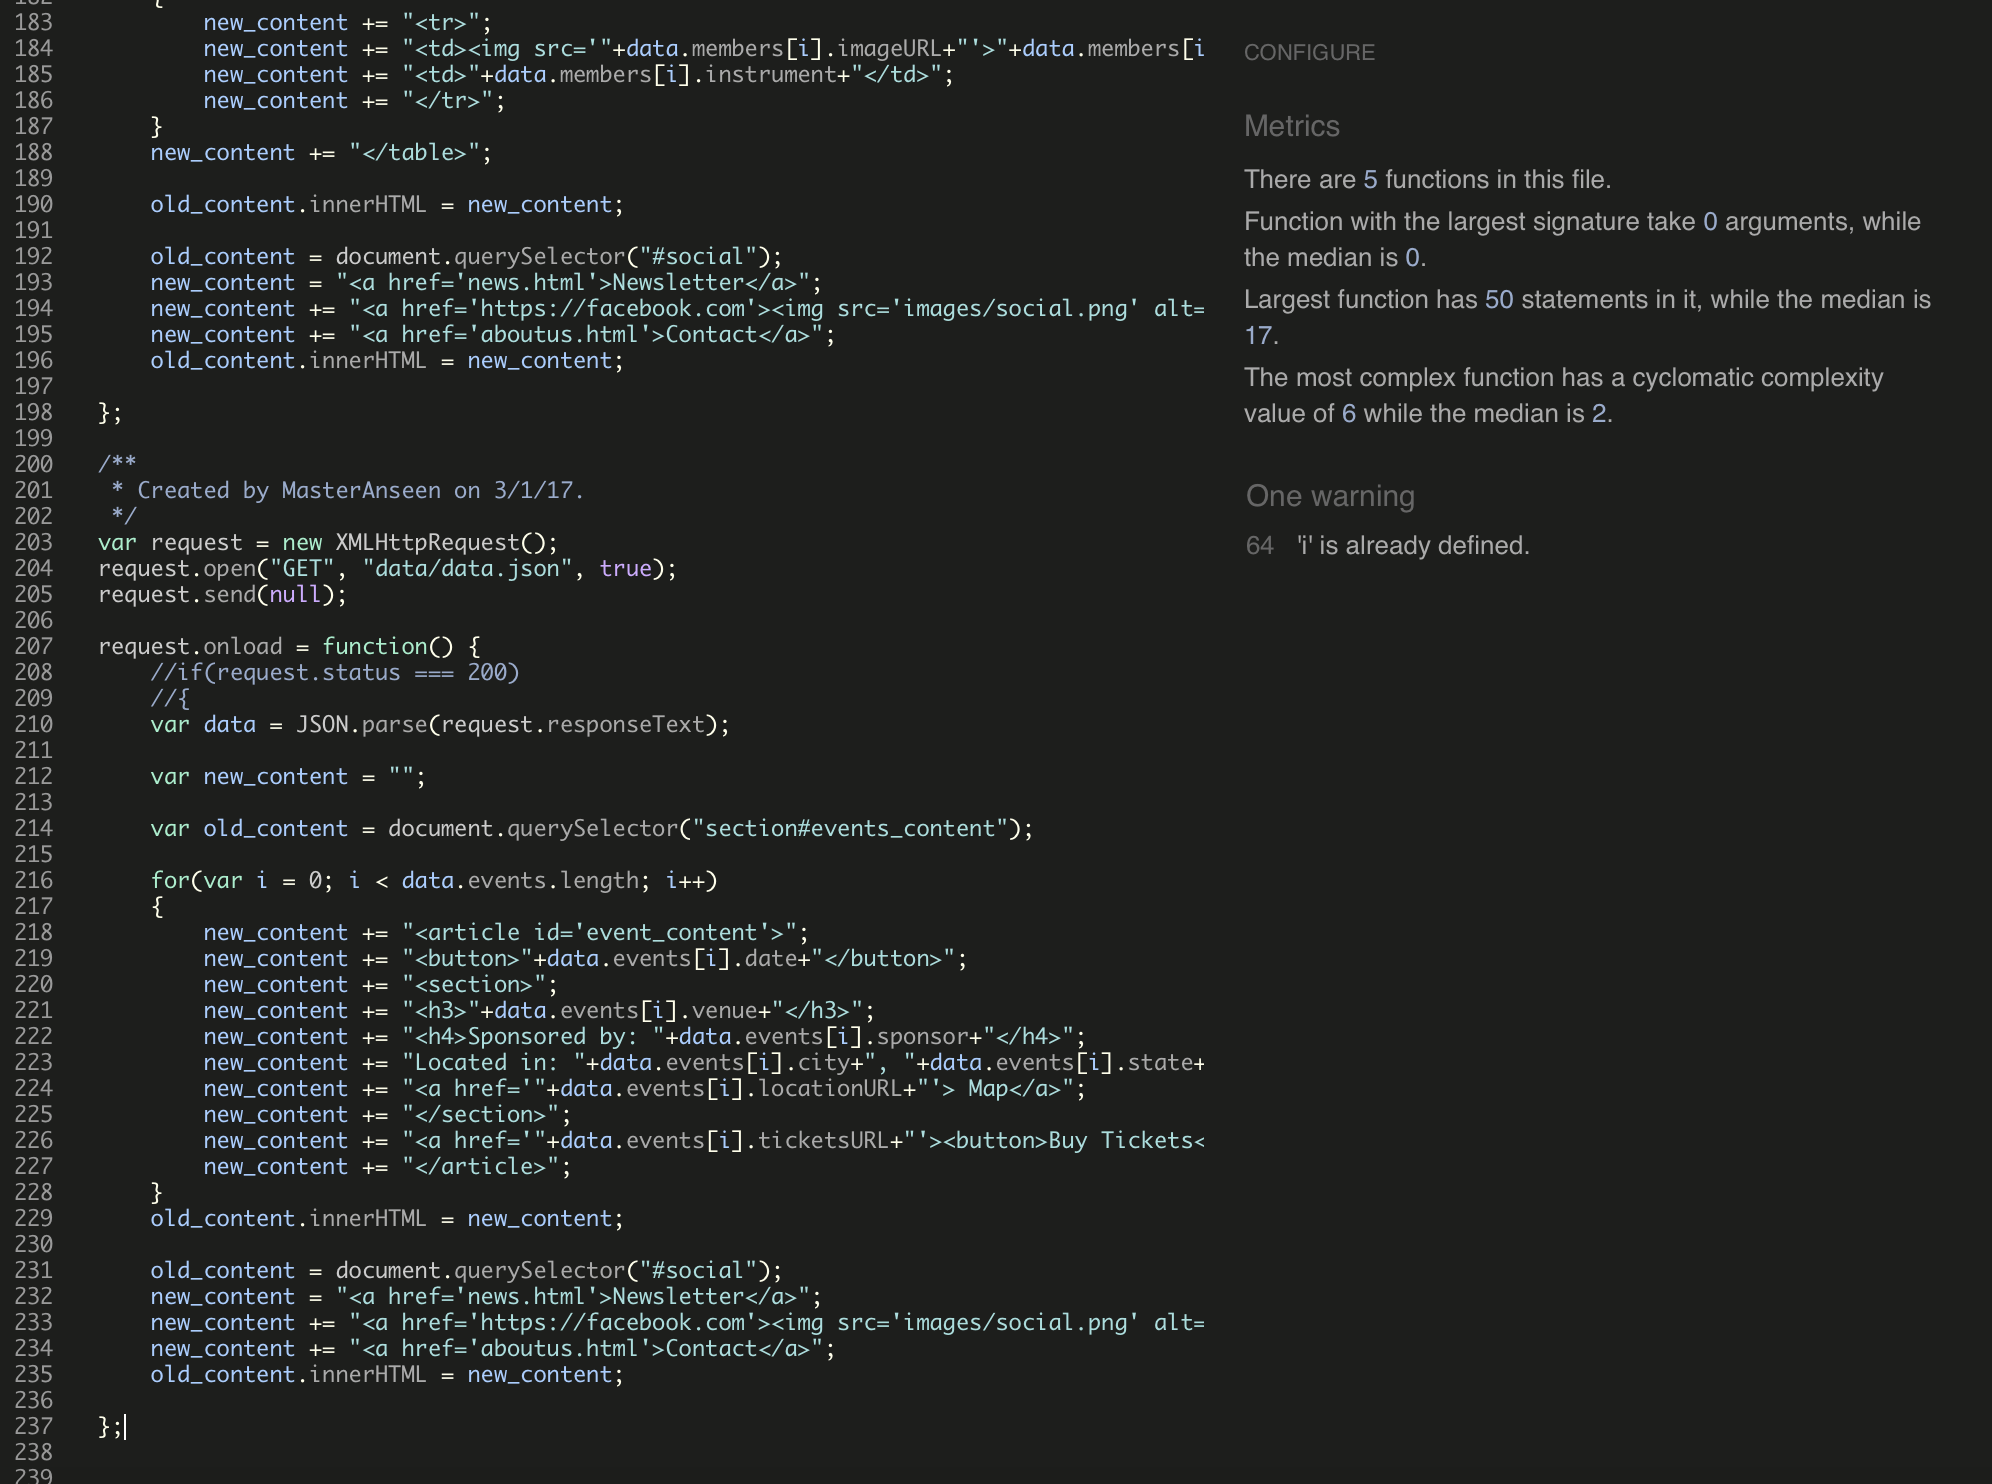 182        {
183            new_content += "<tr>";
184            new_content += "<td><img src='"+data.members[i].imageURL+"'>"+data.members[i
185            new_content += "<td>"+data.members[i].instrument+"</td>";
186            new_content += "</tr>";
187        }
188        new_content += "</table>";
189
190        old_content.innerHTML = new_content;
191
192        old_content = document.querySelector("#social");
193        new_content = "<a href='news.html'>Newsletter</a>";
194        new_content += "<a href='https://facebook.com'><img src='images/social.png' alt=
195        new_content += "<a href='aboutus.html'>Contact</a>";
196        old_content.innerHTML = new_content;
197
198    };
199
200    /**
201     * Created by MasterAnseen on 3/1/17.
202     */
203    var request = new XMLHttpRequest();
204    request.open("GET", "data/data.json", true);
205    request.send(null);
206
207    request.onload = function() {
208        //if(request.status === 200)
209        //{
210        var data = JSON.parse(request.responseText);
211
212        var new_content = "";
213
214        var old_content = document.querySelector("section#events_content");
215
216        for(var i = 0; i < data.events.length; i++)
217        {
218            new_content += "<article id='event_content'>";
219            new_content += "<button>"+data.events[i].date+"</button>";
220            new_content += "<section>";
221            new_content += "<h3>"+data.events[i].venue+"</h3>";
222            new_content += "<h4>Sponsored by: "+data.events[i].sponsor+"</h4>";
223            new_content += "Located in: "+data.events[i].city+", "+data.events[i].state+
224            new_content += "<a href='"+data.events[i].locationURL+"'> Map</a>";
225            new_content += "</section>";
226            new_content += "<a href='"+data.events[i].ticketsURL+"'><button>Buy Tickets<
227            new_content += "</article>";
228        }
229        old_content.innerHTML = new_content;
230
231        old_content = document.querySelector("#social");
232        new_content = "<a href='news.html'>Newsletter</a>";
233        new_content += "<a href='https://facebook.com'><img src='images/social.png' alt=
234        new_content += "<a href='aboutus.html'>Contact</a>";
235        old_content.innerHTML = new_content;
236
237    };
238
239
CONFIGURE
Metrics
There are 5 functions in this file.
Function with the largest signature take 0 arguments, while
the median is 0.
Largest function has 50 statements in it, while the median is
17.
The most complex function has a cyclomatic complexity
value of 6 while the median is 2.
One warning
64 'i' is already defined.